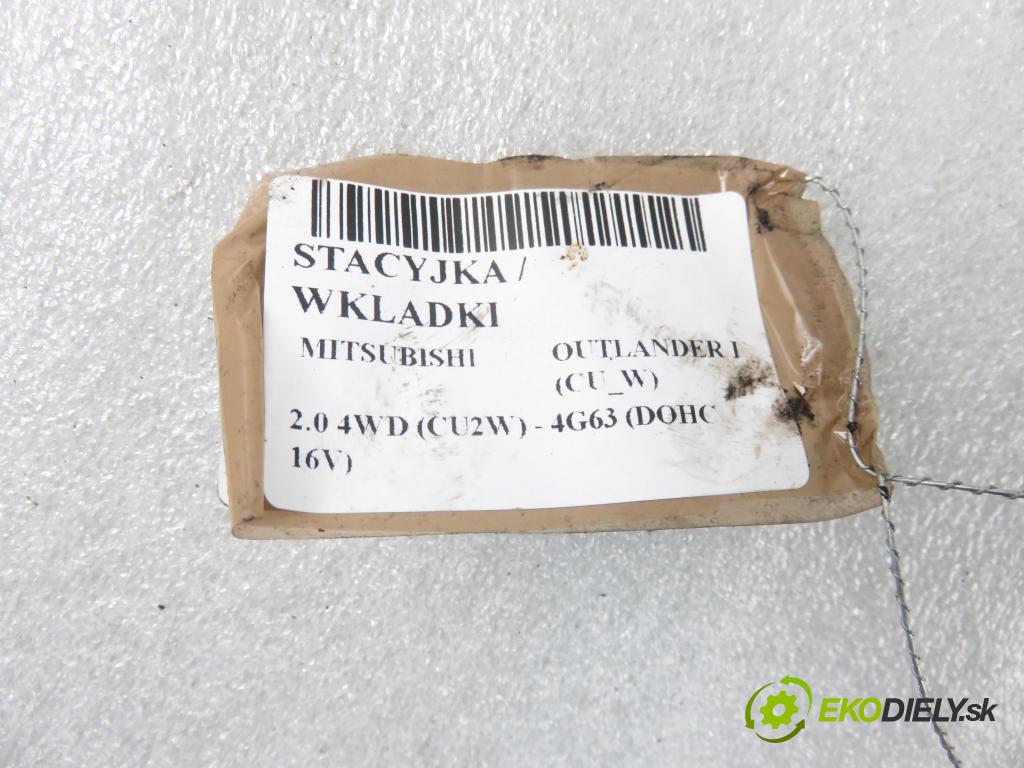 STACYJKA /
WKLADKI
MITSUBISHI OUTLANDER I
(CU_W)
2.0 4WD (CU2W) - 4G63 (DOHC
16V)
EKODIELY.sk